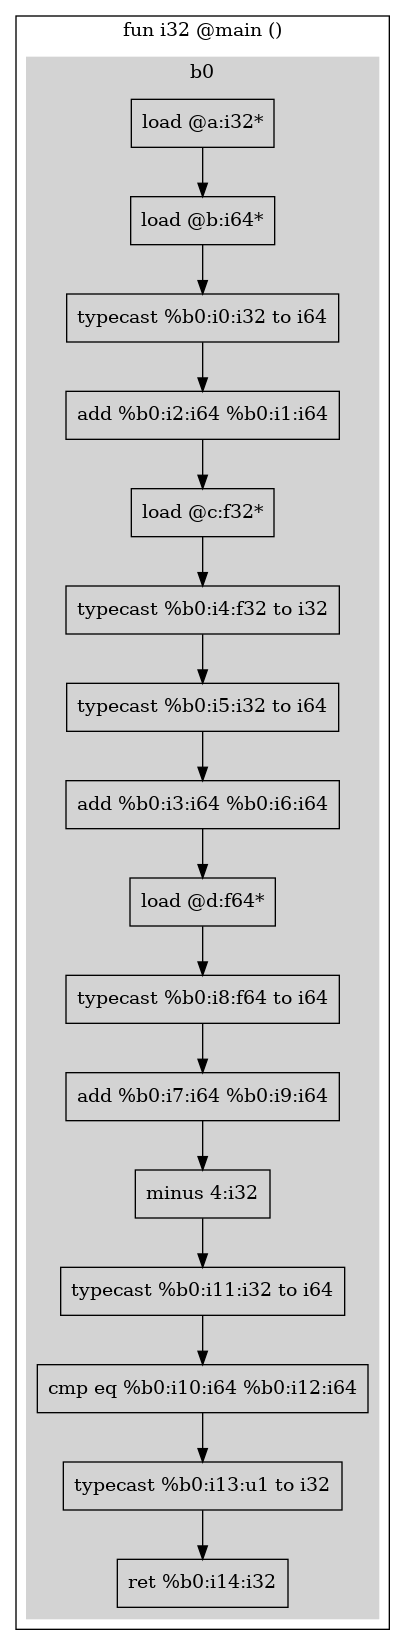 fun i32 @main ()
b0
load @a:i32*
load @b:i64*
typecast %b0:i0:i32 to i64
add %b0:i2:i64 %b0:i1:i64
load @c:f32*
typecast %b0:i4:f32 to i32
typecast %b0:i5:i32 to i64
add %b0:i3:i64 %b0:i6:i64
load @d:f64*
typecast %b0:i8:f64 to i64
add %b0:i7:i64 %b0:i9:i64
minus 4:i32
typecast %b0:i11:i32 to i64
cmp eq %b0:i10:i64 %b0:i12:i64
typecast %b0:i13:u1 to i32
ret %b0:i14:i32